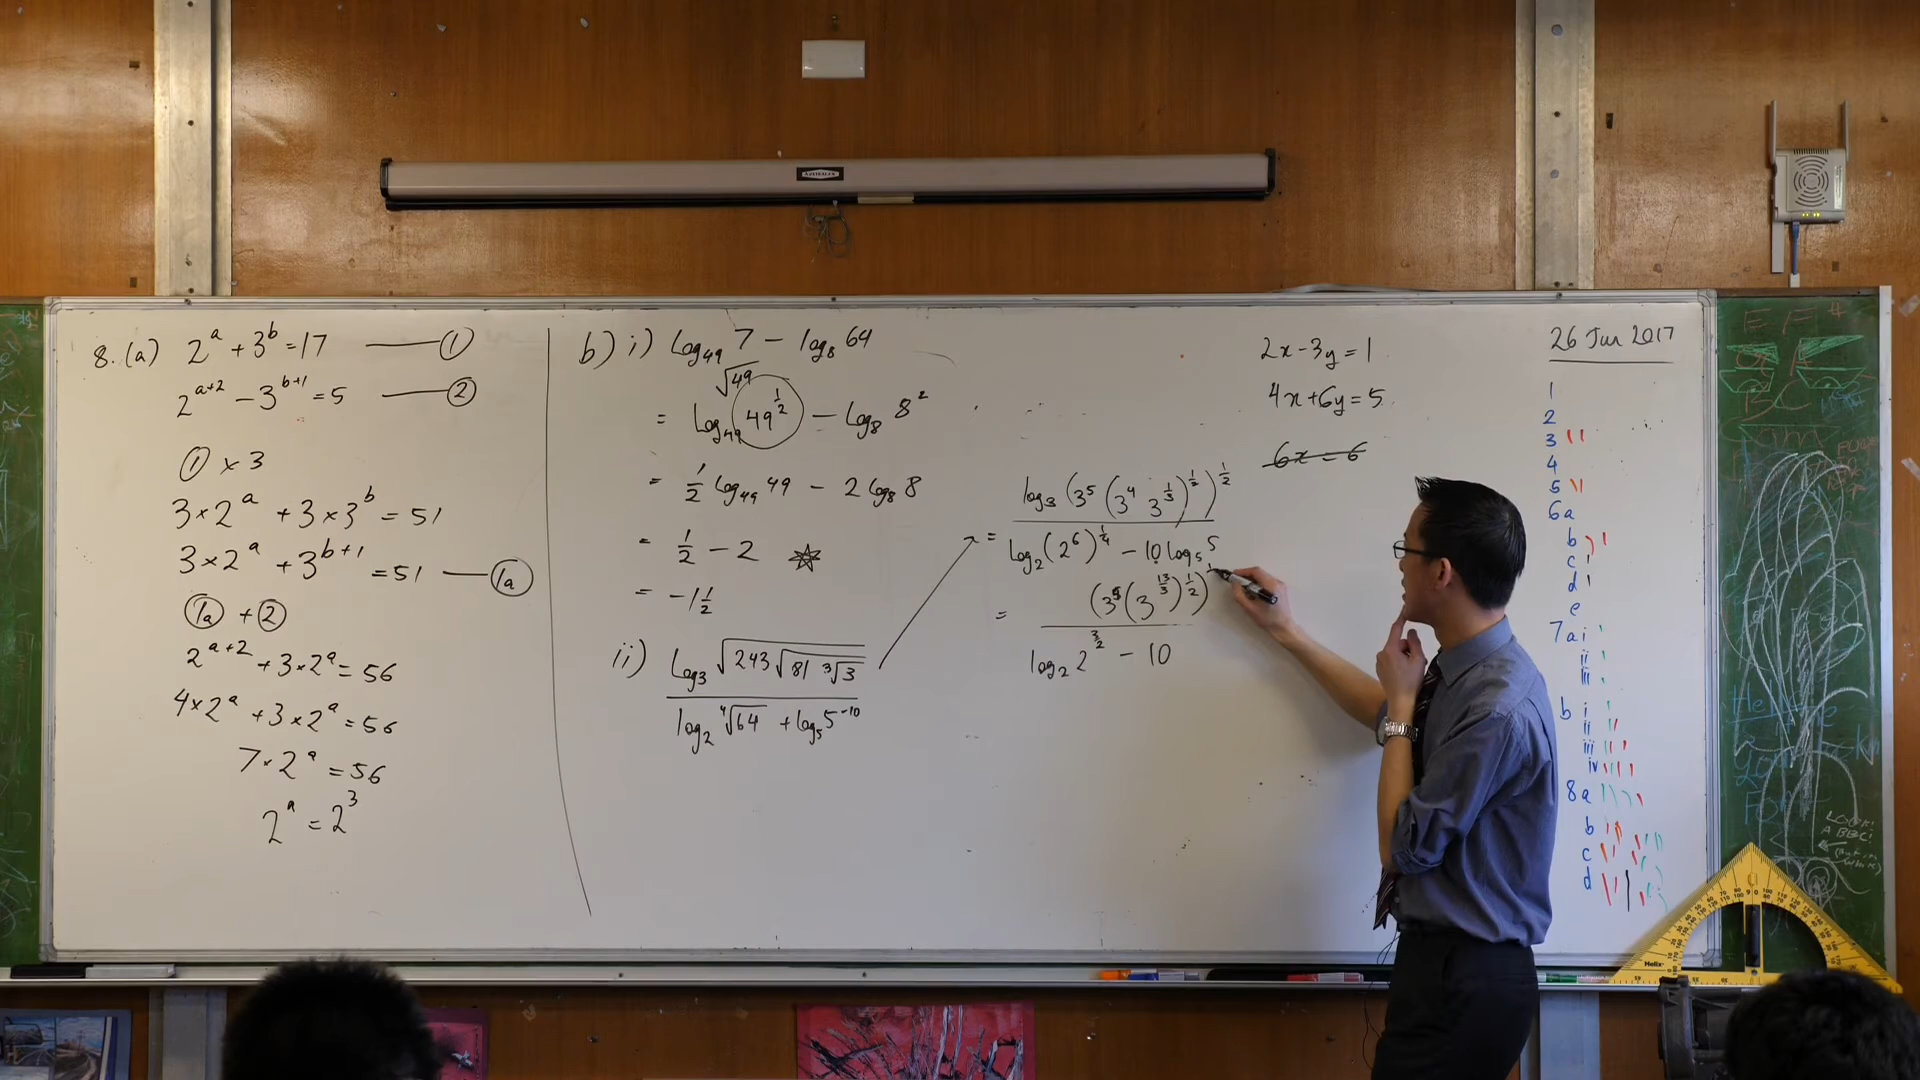 8. (a) 2^a + 3^b = 17 —— ①
2^(a+2) − 3^(b+1) = 5 —— ②
① × 3
3 × 2^a + 3 × 3^b = 51
3 × 2^a + 3^(b+1) = 51 —— (1a)
(1a) + ②
2^(a+2) + 3×2^a = 56
4×2^a + 3×2^a = 56
7×2^a = 56
2^a = 2^3
b) i) log₄₉ 7 − log₈ 64
√49
= log₄₉ 49^(1/2) − log₈ 8^2
= 1/2 log₄₉ 49 − 2 log₈ 8
= 1/2 − 2
= −1 1/2
ii) log₃ √(243 √(81 ³√3))
log₂ ⁴√64 + log₅ 5^(−10)
= log₃ (3^5 (3^4 3^(1/3))^(1/2))^(1/2)
log₂ (2^6)^(1/4) − 10 log₅ 5
= (3^5 (3^(13/3))^(1/2))
log₂ 2^(3/2) − 10
2x − 3y = 1
4x + 6y = 5
6x = 6
26 Jun 2017
1
2
3
4
5
6a
b
c
d
e
7a i
ii
iii
b i
ii
iii
iv
8a
b
c
d
LOOK!
Helix